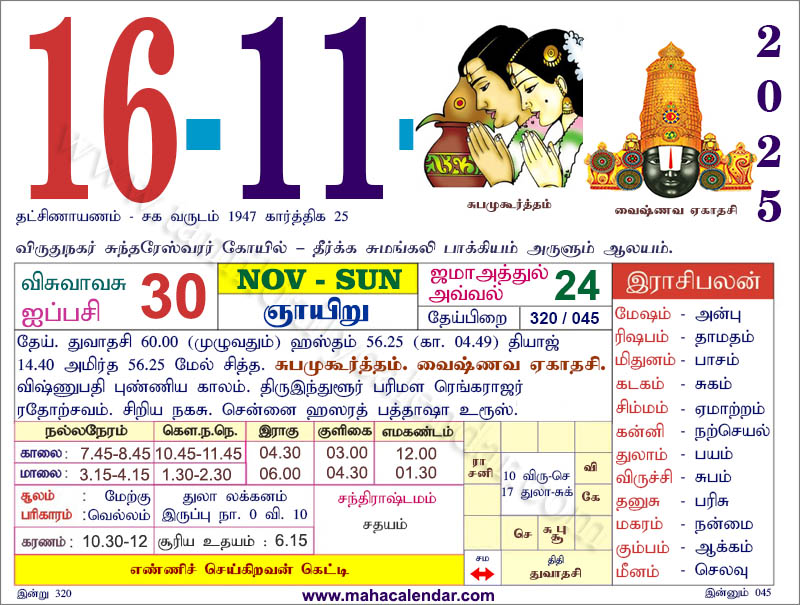 16-11-
2025
சுபமுகூர்த்தம்
வைஷ்ணவ ஏகாதசி
தட்சிணாயணம் - சக வருடம் 1947 கார்த்திக 25
விருதுநகர் சுந்தரேஸ்வரர் கோயில் – தீர்க்க சுமங்கலி பாக்கியம் அருளும் ஆலயம்.
விசுவாவசு
ஐப்பசி 30
NOV - SUN
ஞாயிறு
ஜமாஅத்துல்
அவ்வல் 24
தேய்பிறை 320 / 045
தேய். துவாதசி 60.00 (முழுவதும்) ஹஸ்தம் 56.25 (கா. 04.49) தியாஜ்
14.40 அமிர்த 56.25 மேல் சித்த. சுபமுகூர்த்தம். வைஷ்ணவ ஏகாதசி.
விஷ்ணுபதி புண்ணிய காலம். திருஇந்துளூர் பரிமள ரெங்கராஜர்
ரதோற்சவம். சிறிய நகசு. சென்னை ஹஸரத் பத்தாஷா உரூஸ்.
நல்லநேரம் கௌ.ந.நெ. இராகு குளிகை எமகண்டம்
காலை: 7.45-8.45 10.45-11.45 04.30 03.00 12.00
மாலை: 3.15-4.15 1.30-2.30 06.00 04.30 01.30
சூலம் : மேற்கு
பரிகாரம் :வெல்லம்
துலா லக்கனம்
இருப்பு நா. 0 வி. 10
சந்திராஷ்டமம்
சதயம்
கரணம்: 10.30-12 சூரிய உதயம் : 6.15
எண்ணிச் செய்கிறவன் கெட்டி
ரா
சனி
10 விரு-செ
17 துலா-சுக்
வி
கே
செ
சூபு
சம
திதி
துவாதசி
இராசிபலன்
மேஷம் - அன்பு
ரிஷபம் - தாமதம்
மிதுனம் - பாசம்
கடகம் - சுகம்
சிம்மம் - ஏமாற்றம்
கன்னி - நற்செயல்
துலாம் - பயம்
விருச்சி - சுபம்
தனுசு - பரிசு
மகரம் - நன்மை
கும்பம் - ஆக்கம்
மீனம் - செலவு
இன்று 320
www.mahacalendar.com
இன்னும் 045